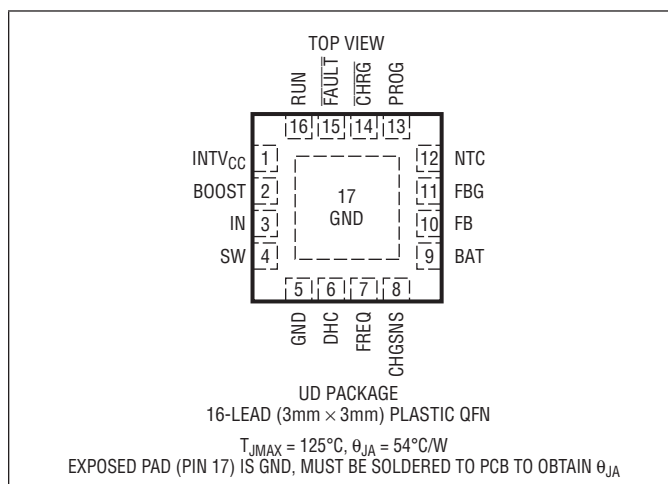 TOP VIEW
RUN
FAULT
CHRG
PROG
16 15 14 13
INTVCC 1
BOOST 2
IN 3
SW 4
17
GND
12 NTC
11 FBG
10 FB
9 BAT
5 6 7 8
GND
DHC
FREQ
CHGSNS
UD PACKAGE
16-LEAD (3mm × 3mm) PLASTIC QFN
TJMAX = 125°C, θJA = 54°C/W
EXPOSED PAD (PIN 17) IS GND, MUST BE SOLDERED TO PCB TO OBTAIN θJA